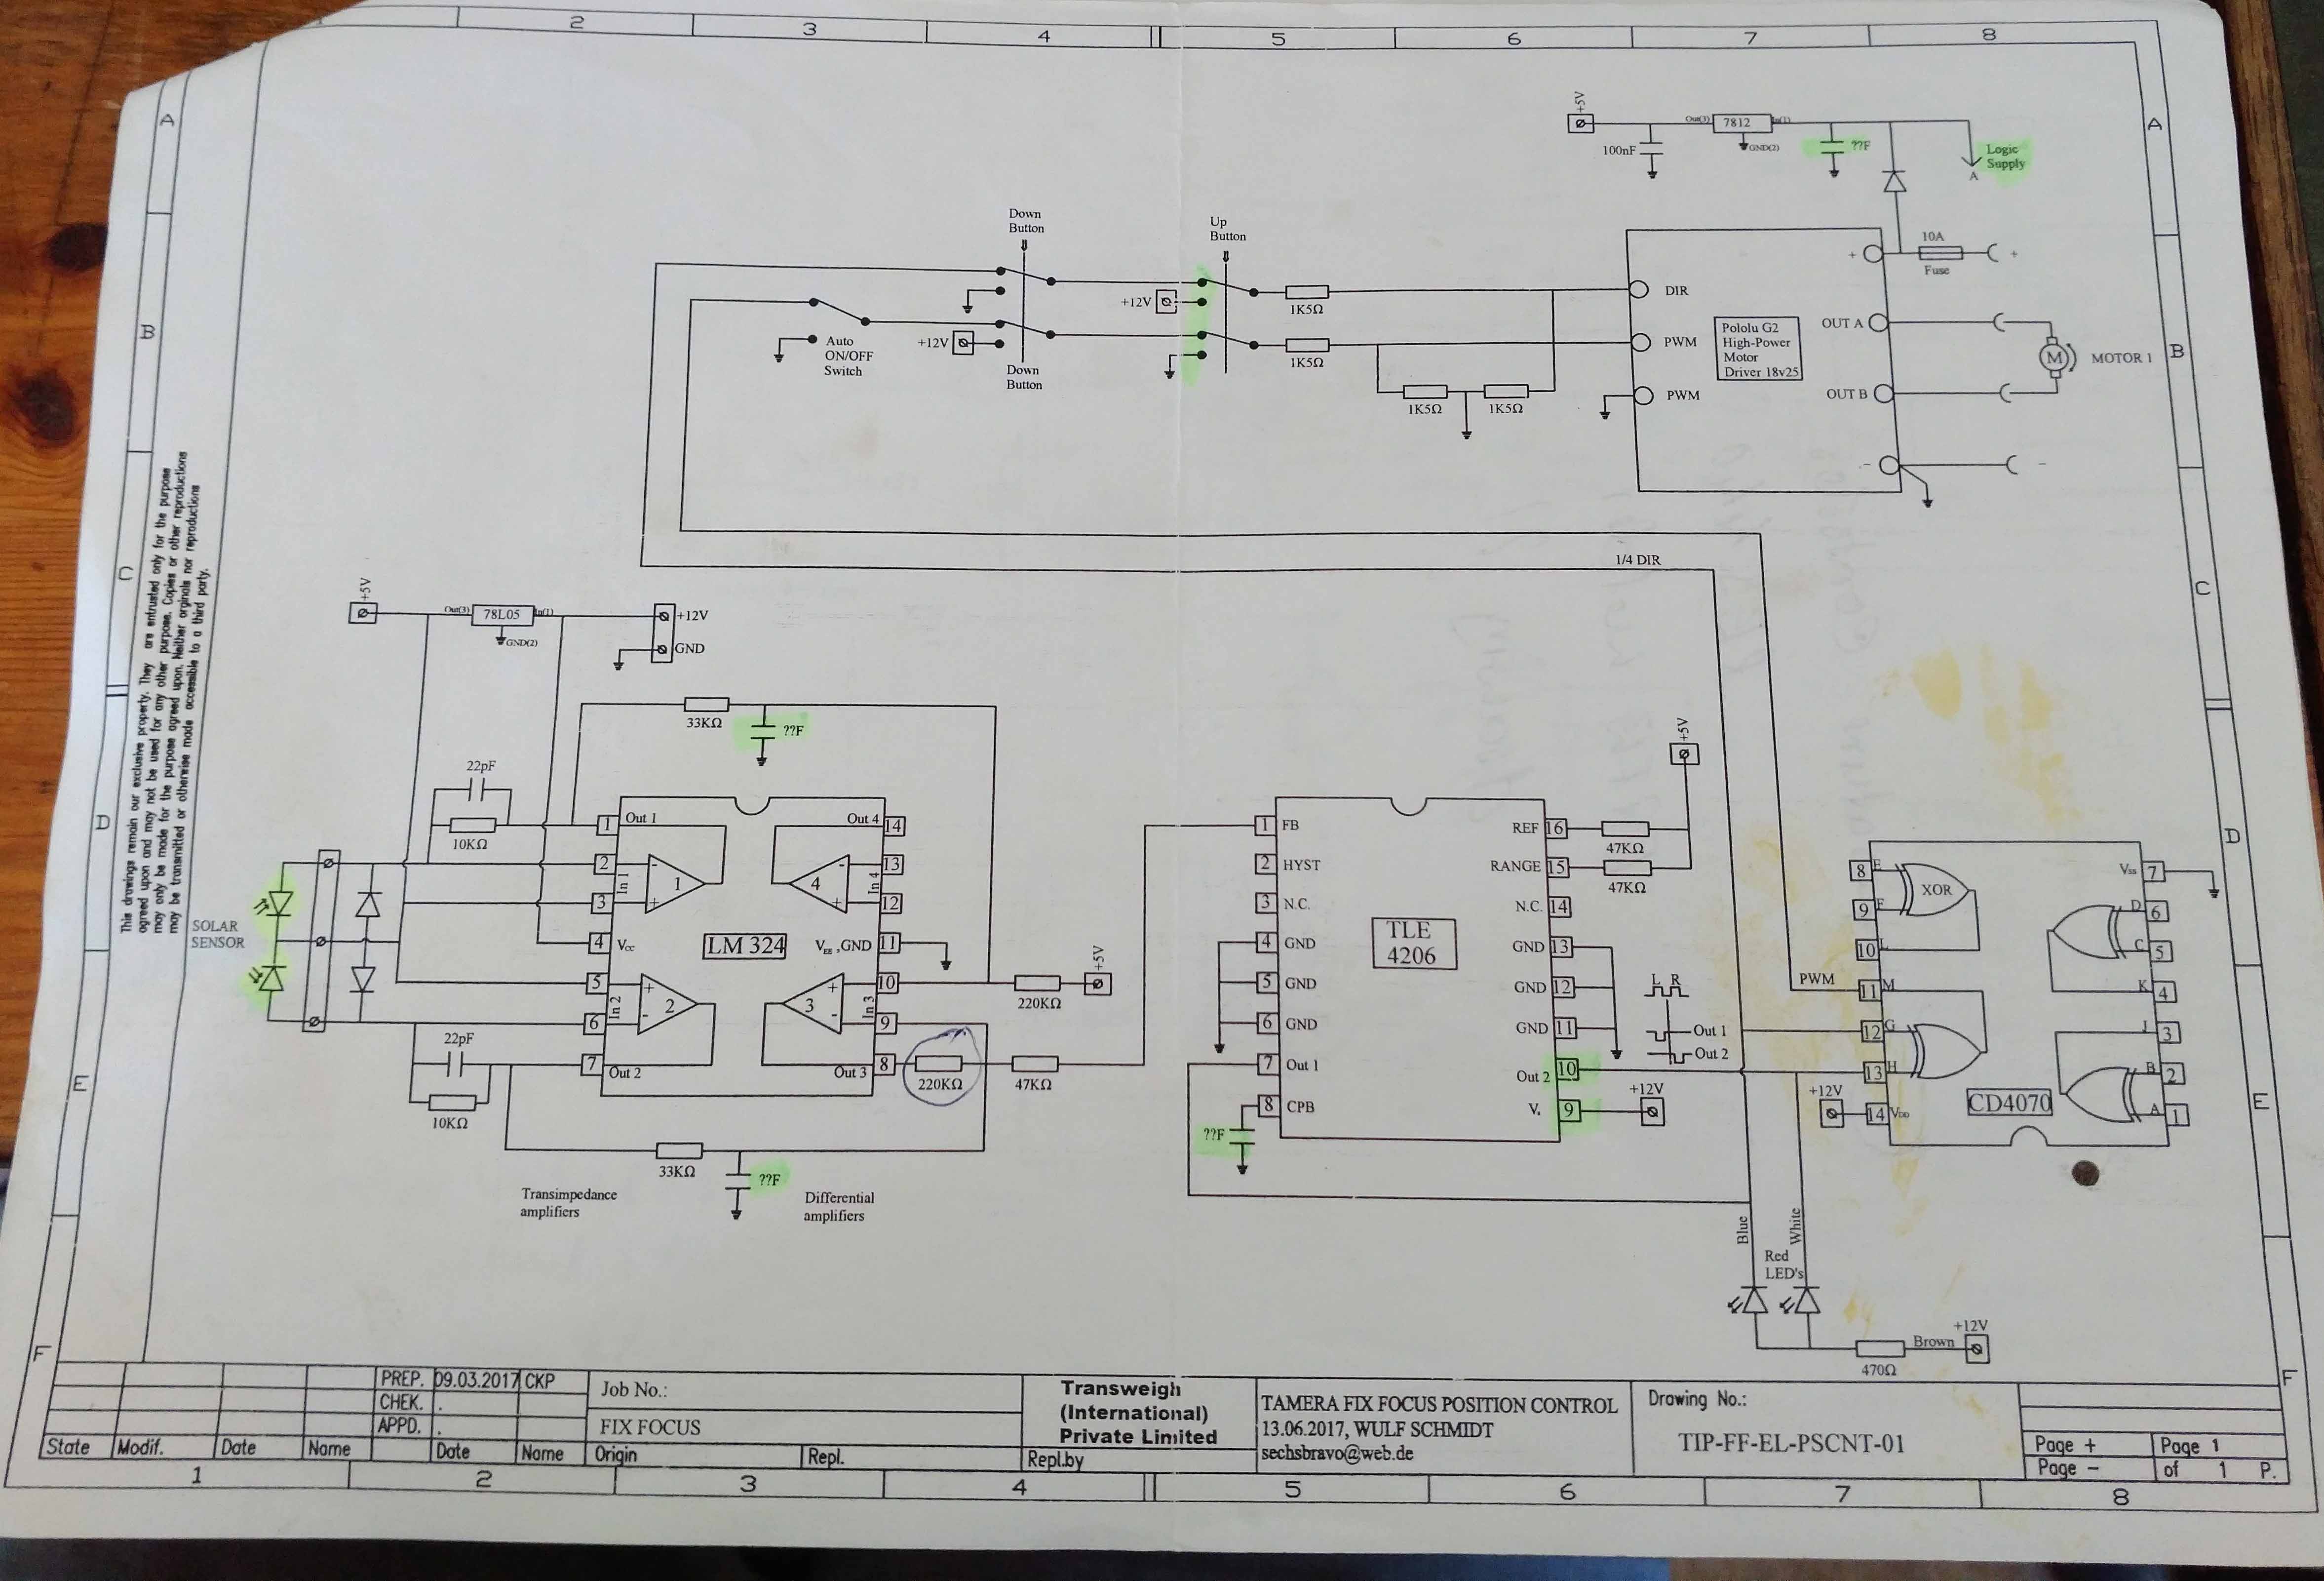 2
3
4
5
6
7
8
A
B
C
D
E
F
A
B
C
D
E
F
This drawings remain our exclusive property. They are entrusted only for the purpose
agreed upon and may not be used for any other purpose. Copies or other reproductions
may only be made for the purpose agreed upon. Neither orginals nor reproductions
may be transmitted or otherwise made accessible to a third party.
+5V
Out(3)
7812
In(1)
GND(2)
100nF
??F
Logic
Supply
A
Down
Button
Up
Button
+12V
+12V
Auto
ON/OFF
Switch
Down
Button
1K5Ω
1K5Ω
1K5Ω
1K5Ω
DIR
PWM
PWM
Pololu G2
High-Power
Motor
Driver 18v25
+
OUT A
OUT B
-
10A
Fuse
+
-
M
MOTOR 1
1/4 DIR
+5V
Out(3)
78L05
In(1)
GND(2)
+12V
GND
33KΩ
??F
22pF
10KΩ
SOLAR
SENSOR
22pF
10KΩ
1
Out 1
2
In 1
3
4
Vcc
5
In 2
6
7
Out 2
LM 324
1
2
3
4
Out 4
14
13
In 4
12
VEE ,GND
11
10
In 3
9
Out 3
8
220KΩ
+5V
220KΩ
47KΩ
33KΩ
??F
Transimpedance
amplifiers
Differential
amplifiers
1 FB
2 HYST
3 N.C.
4 GND
5 GND
6 GND
7 Out 1
8 CPB
??F
TLE
4206
REF 16
RANGE 15
N.C. 14
GND 13
GND 12
GND 11
Out 2 10
Vs 9
47KΩ
47KΩ
+5V
L R
Out 1
Out 2
+12V
PWM
8 E
9 F
10 L
11 M
12 G
13 H
14 VDD
+12V
XOR
CD4070
Vss 7
D 6
C 5
K 4
J 3
B 2
A 1
Blue
White
Red
LED's
470Ω
Brown
+12V
PREP. 09.03.2017 CKP
CHEK. .
APPD. .
State Modif. Date Name Date Name
Job No.:
FIX FOCUS
Origin Repl. Repl.by
Transweigh
(International)
Private Limited
TAMERA FIX FOCUS POSITION CONTROL
13.06.2017, WULF SCHMIDT
sechsbravo@web.de
Drawing No.:
TIP-FF-EL-PSCNT-01
Page + Page 1
Page – of 1 P.
1
2
3
4
5
6
7
8